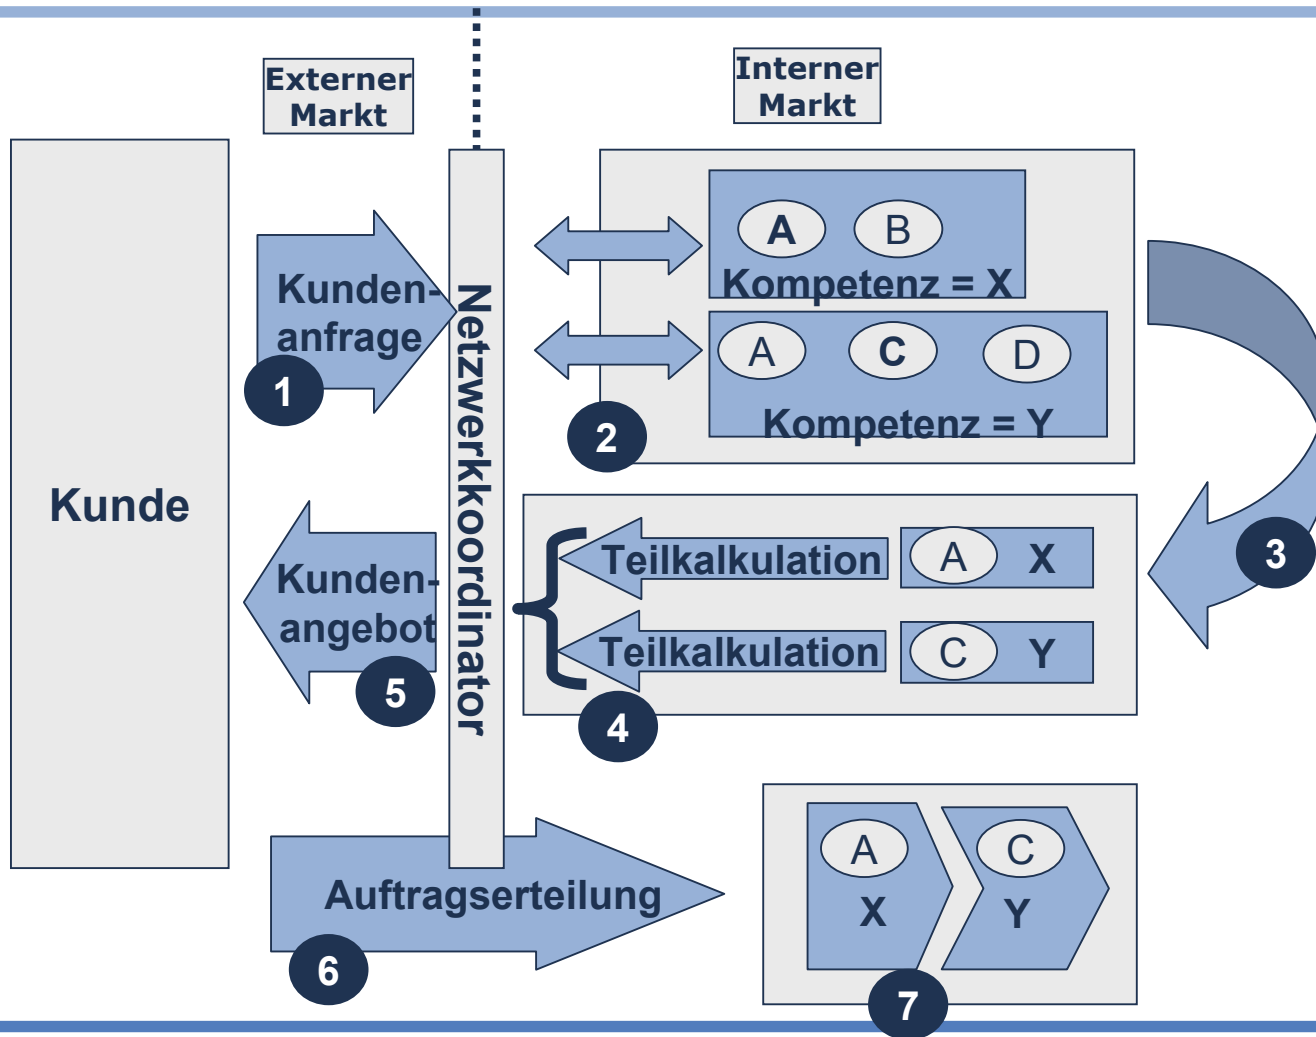 Externer
Markt
Interner
Markt
Kunde
Kunden-
anfrage
1
Netzwerkkoordinator
A
B
Kompetenz = X
A
C
D
Kompetenz = Y
2
3
Teilkalkulation
A
X
Teilkalkulation
C
Y
4
Kunden-
angebot
5
Auftragserteilung
6
A
X
C
Y
7